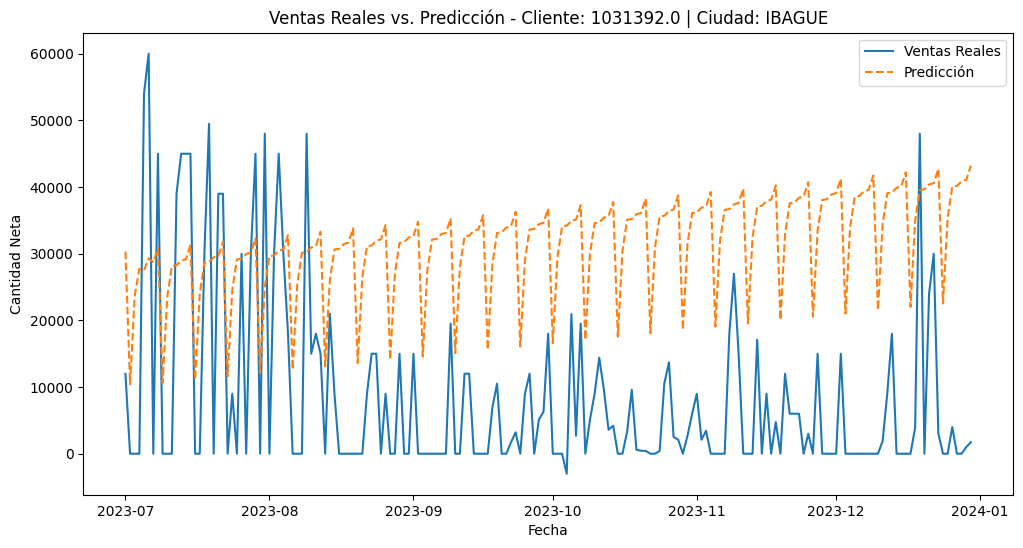 Ventas Reales vs. Predicción - Cliente: 1031392.0 | Ciudad: IBAGUE
Ventas Reales
Predicción
Cantidad Neta
60000
50000
40000
30000
20000
10000
0
2023-07
2023-08
2023-09
2023-10
2023-11
2023-12
2024-01
Fecha